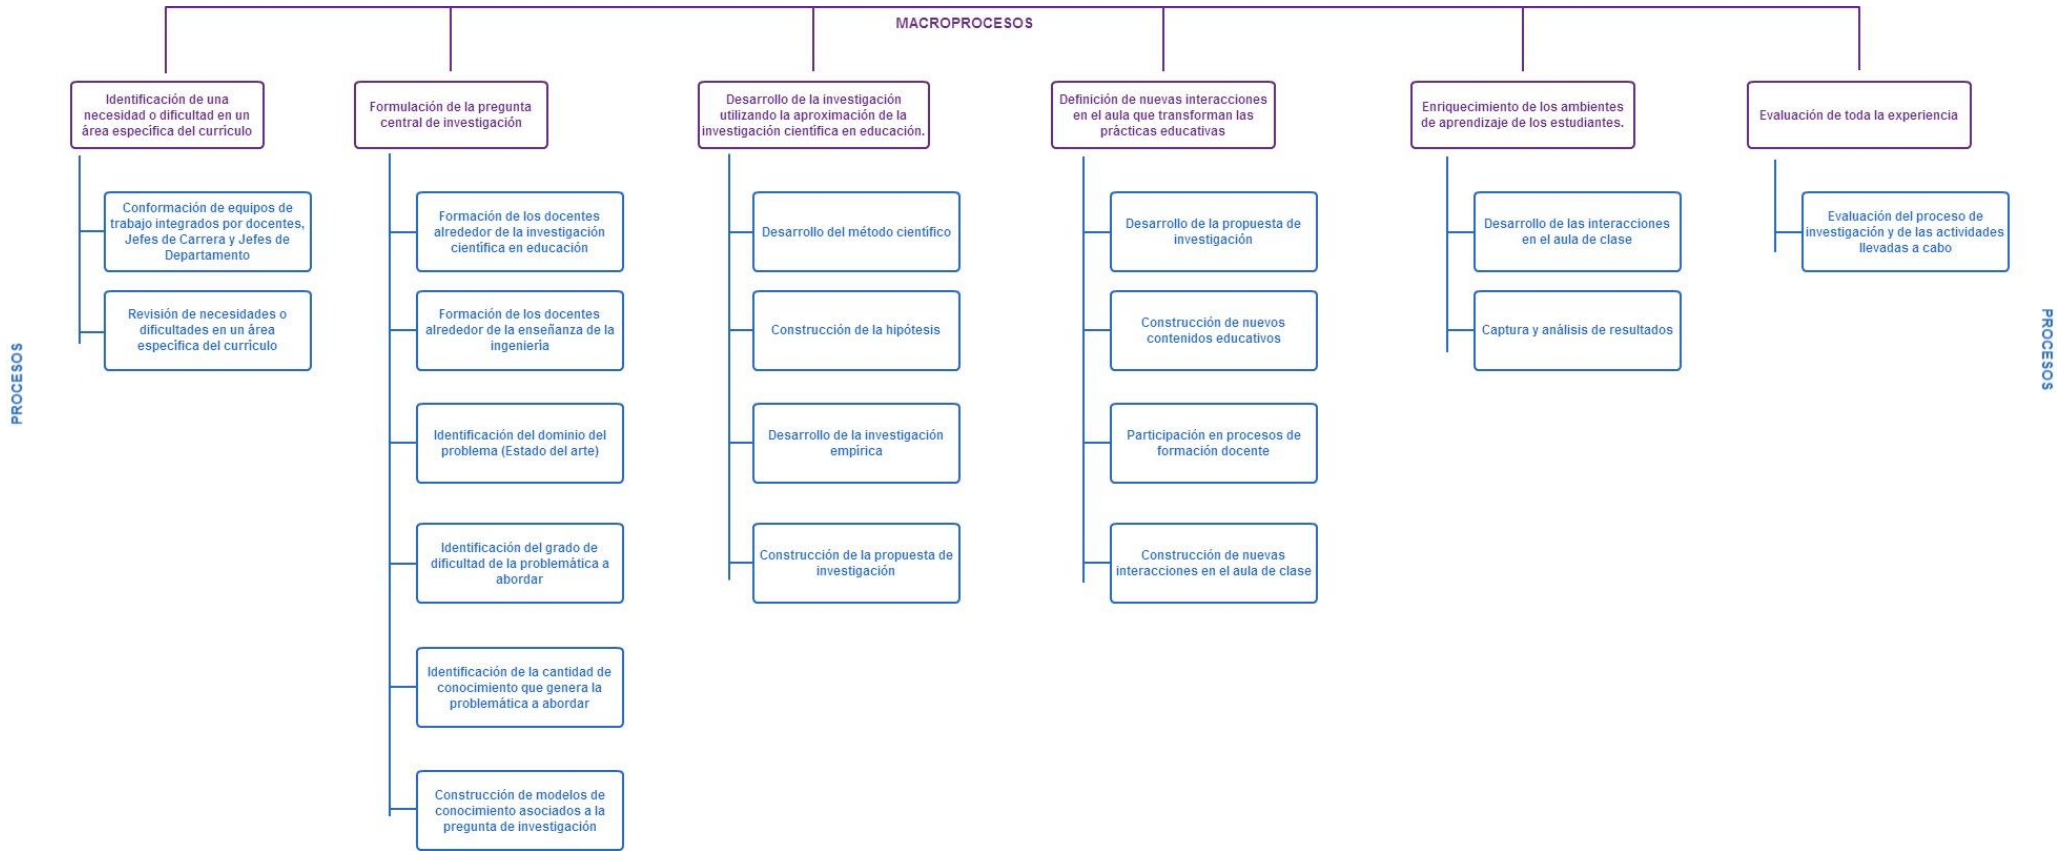 MACROPROCESOS
Identificación de una
necesidad o dificultad en un
área específica del currículo
Conformación de equipos de
trabajo integrados por docentes,
Jefes de Carrera y Jefes de
Departamento
Revisión de necesidades o
dificultades en un área
específica del currículo
Formulación de la pregunta
central de investigación
Formación de los docentes
alrededor de la investigación
científica en educación
Formación de los docentes
alrededor de la enseñanza de la
ingeniería
Identificación del dominio del
problema (Estado del arte)
Identificación del grado de
dificultad de la problemática a
abordar
Identificación de la cantidad de
conocimiento que genera la
problemática a abordar
Construcción de modelos de
conocimiento asociados a la
pregunta de investigación
Desarrollo de la investigación
utilizando la aproximación de la
investigación científica en educación.
Desarrollo del método científico
Construcción de la hipótesis
Desarrollo de la investigación
empírica
Construcción de la propuesta de
investigación
Definición de nuevas interacciones
en el aula que transforman las
prácticas educativas
Desarrollo de la propuesta de
investigación
Construcción de nuevos
contenidos educativos
Participación en procesos de
formación docente
Construcción de nuevas
interacciones en el aula de clase
Enriquecimiento de los ambientes
de aprendizaje de los estudiantes.
Desarrollo de las interacciones
en el aula de clase
Captura y análisis de resultados
Evaluación de toda la experiencia
Evaluación del proceso de
investigación y de las actividades
llevadas a cabo
PROCESOS
PROCESOS